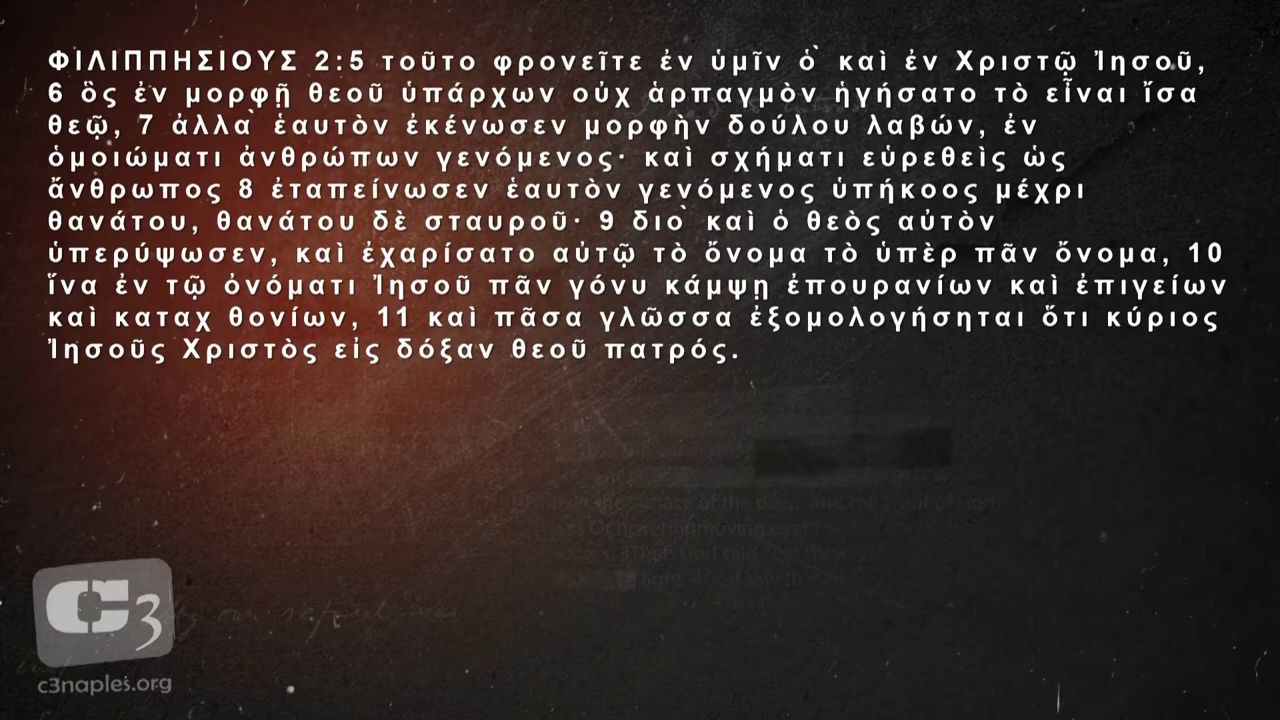 ΦΙΛΙΠΠΗΣΙΟΥΣ 2:5 τοῦτο φρονεῖτε ἐν ὑμῖν ὃ καὶ ἐν Χριστῷ Ἰησοῦ,
6 ὃς ἐν μορφῇ θεοῦ ὑπάρχων οὐχ ἁρπαγμὸν ἡγήσατο τὸ εἶναι ἴσα
θεῷ, 7 ἀλλα ̀ ἑαυτὸν ἐκένωσεν μορφὴν δούλου λαβών, ἐν
ὁμοιώματι ἀνθρώπων γενόμενος· καὶ σχήματι εὑρεθεὶς ὡς
ἄνθρωπος 8 ἐταπείνωσεν ἑαυτὸν γενόμενος ὑπήκοος μέχρι
θανάτου, θανάτου δὲ σταυροῦ· 9 διο ̀ καὶ ὁ θεὸς αὐτὸν
ὑπερύψωσεν, καὶ ἐχαρίσατο αὐτῷ τὸ ὄνομα τὸ ὑπὲρ πᾶν ὄνομα, 10
ἵνα ἐν τῷ ὀνόματι Ἰησοῦ πᾶν γόνυ κάμψῃ ἐπουρανίων καὶ ἐπιγείων
καὶ καταχ θονίων, 11 καὶ πᾶσα γλῶσσα ἐξομολογήσηται ὅτι κύριος
Ἰησοῦς Χριστὸς εἰς δόξαν θεοῦ πατρός.
C3
c3naples.org